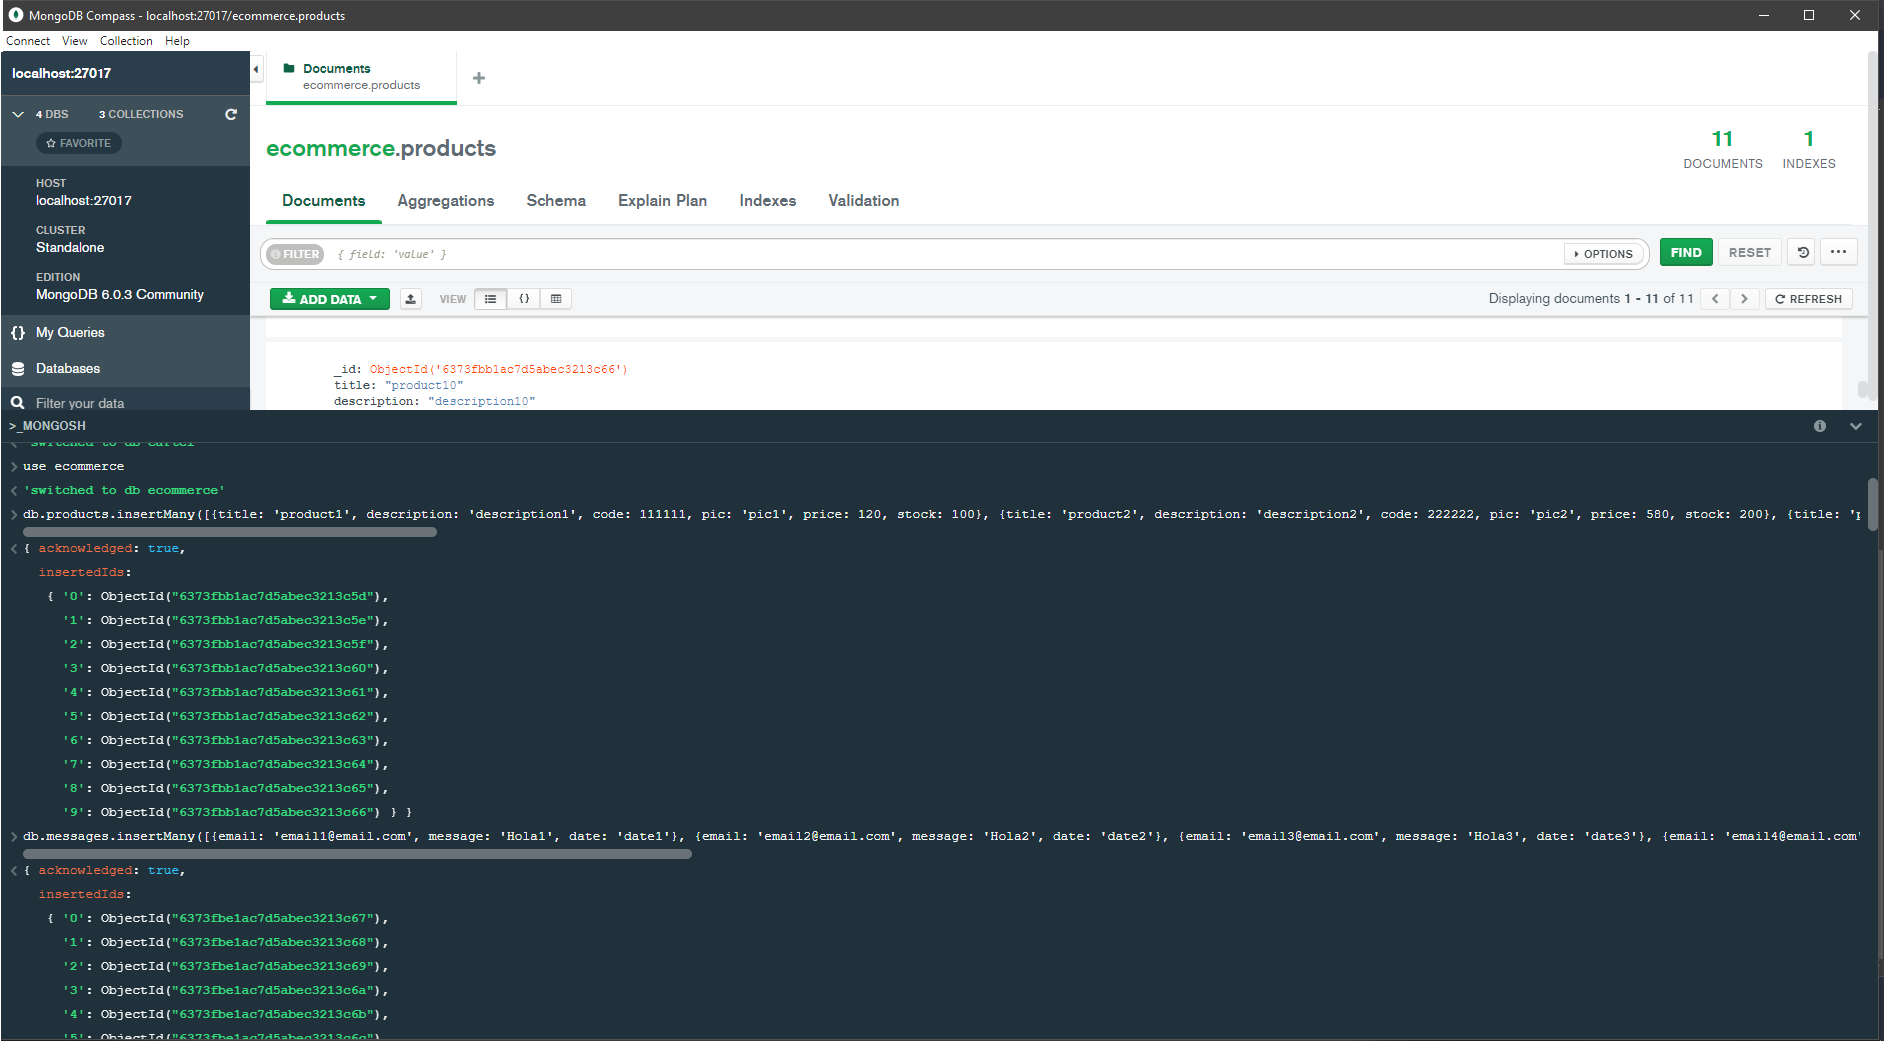 MongoDB Compass - localhost:27017/ecommerce.products
Connect View Collection Help
localhost:27017
4 DBS 3 COLLECTIONS
FAVORITE
HOST
localhost:27017
CLUSTER
Standalone
EDITION
MongoDB 6.0.3 Community
{} My Queries
Databases
Filter your data
Documents
ecommerce.products
+
ecommerce.products
11
DOCUMENTS
1
INDEXES
Documents Aggregations Schema Explain Plan Indexes Validation
FILTER { field: 'value' } OPTIONS FIND RESET ...
ADD DATA VIEW {} Displaying documents 1 - 11 of 11 < > REFRESH
_id: ObjectId('6373fbb1ac7d5abec3213c66')
title: "product10"
description: "description10"
>_MONGOSH
< 'switched to db cartel'
> use ecommerce
< 'switched to db ecommerce'
> db.products.insertMany([{title: 'product1', description: 'description1', code: 111111, pic: 'pic1', price: 120, stock: 100}, {title: 'product2', description: 'description2', code: 222222, pic: 'pic2', price: 580, stock: 200}, {title: 'p
< { acknowledged: true,
insertedIds:
{ '0': ObjectId("6373fbb1ac7d5abec3213c5d"),
'1': ObjectId("6373fbb1ac7d5abec3213c5e"),
'2': ObjectId("6373fbb1ac7d5abec3213c5f"),
'3': ObjectId("6373fbb1ac7d5abec3213c60"),
'4': ObjectId("6373fbb1ac7d5abec3213c61"),
'5': ObjectId("6373fbb1ac7d5abec3213c62"),
'6': ObjectId("6373fbb1ac7d5abec3213c63"),
'7': ObjectId("6373fbb1ac7d5abec3213c64"),
'8': ObjectId("6373fbb1ac7d5abec3213c65"),
'9': ObjectId("6373fbb1ac7d5abec3213c66") } }
> db.messages.insertMany([{email: 'email1@email.com', message: 'Hola1', date: 'date1'}, {email: 'email2@email.com', message: 'Hola2', date: 'date2'}, {email: 'email3@email.com', message: 'Hola3', date: 'date3'}, {email: 'email4@email.com'
< { acknowledged: true,
insertedIds:
{ '0': ObjectId("6373fbe1ac7d5abec3213c67"),
'1': ObjectId("6373fbe1ac7d5abec3213c68"),
'2': ObjectId("6373fbe1ac7d5abec3213c69"),
'3': ObjectId("6373fbe1ac7d5abec3213c6a"),
'4': ObjectId("6373fbe1ac7d5abec3213c6b"),
'5': ObjectId("6373fbe1ac7d5abec3213c6c"),